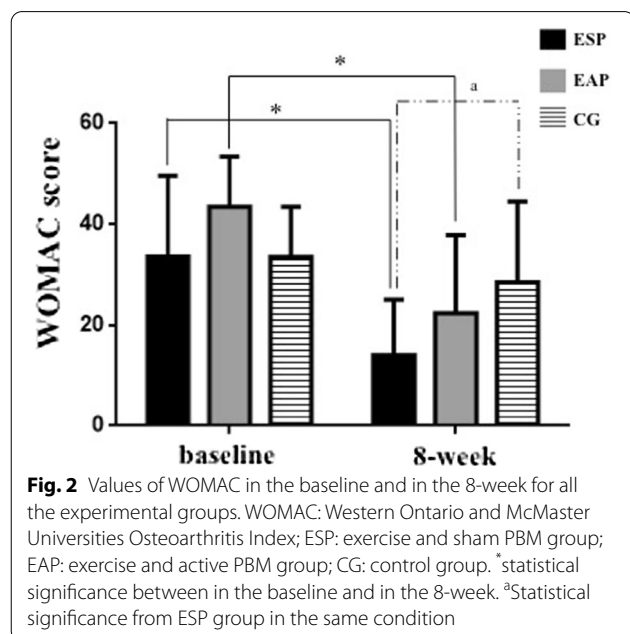 ESP
EAP
CG
*
*
a
WOMAC score
60
40
20
0
baseline
8-week
Fig. 2 Values of WOMAC in the baseline and in the 8-week for all
the experimental groups. WOMAC: Western Ontario and McMaster
Universities Osteoarthritis Index; ESP: exercise and sham PBM group;
EAP: exercise and active PBM group; CG: control group. *statistical
significance between in the baseline and in the 8-week. aStatistical
significance from ESP group in the same condition